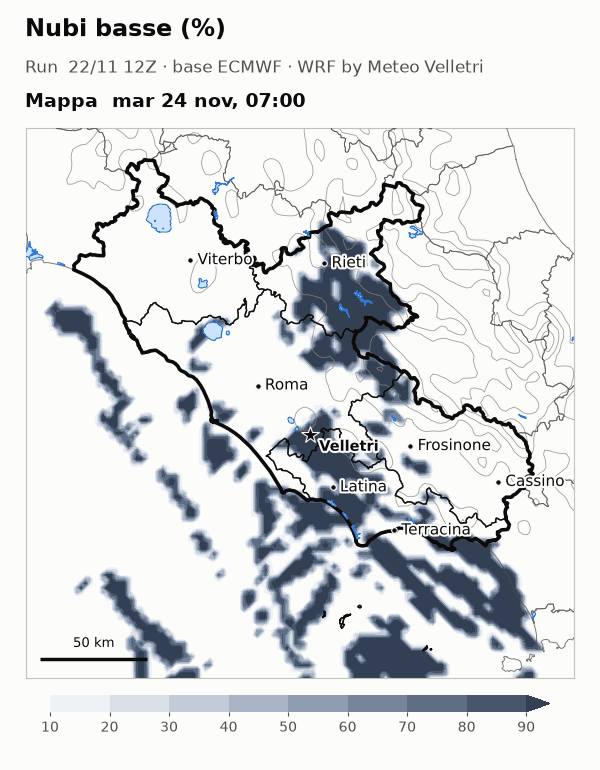 Nubi basse (%)
Run  22/11 12Z · base ECMWF · WRF by Meteo Velletri
Mappa  mar 24 nov, 07:00
Viterbo
Rieti
Roma
Velletri
Frosinone
Latina
Cassino
Terracina
50 km
10 20 30 40 50 60 70 80 90